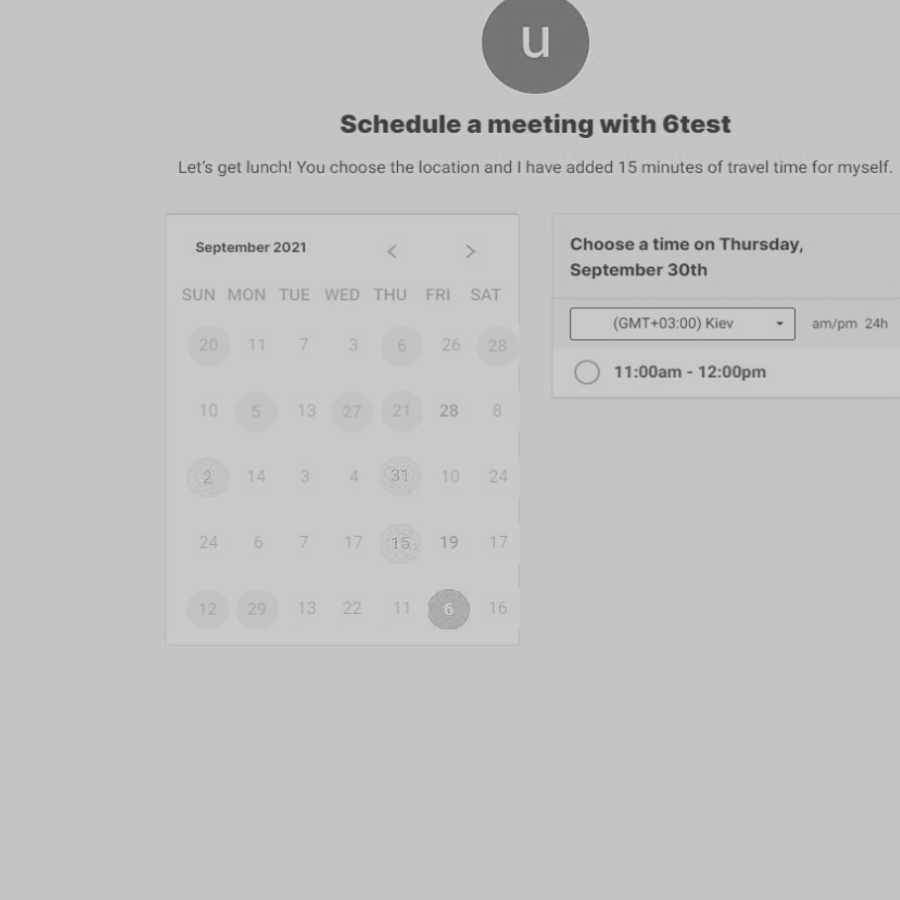 u
Schedule a meeting with 6test
Let's get lunch! You choose the location and I have added 15 minutes of travel time for myself.
September 2021 < >
SUN MON TUE WED THU FRI SAT
20 11 7 3 6 26 28
10 5 13 27 21 28 8
2 14 3 4 31 10 24
24 6 7 17 15 19 17
12 29 13 22 11 6 16
Choose a time on Thursday,
September 30th
(GMT+03:00) Kiev am/pm 24h
11:00am - 12:00pm